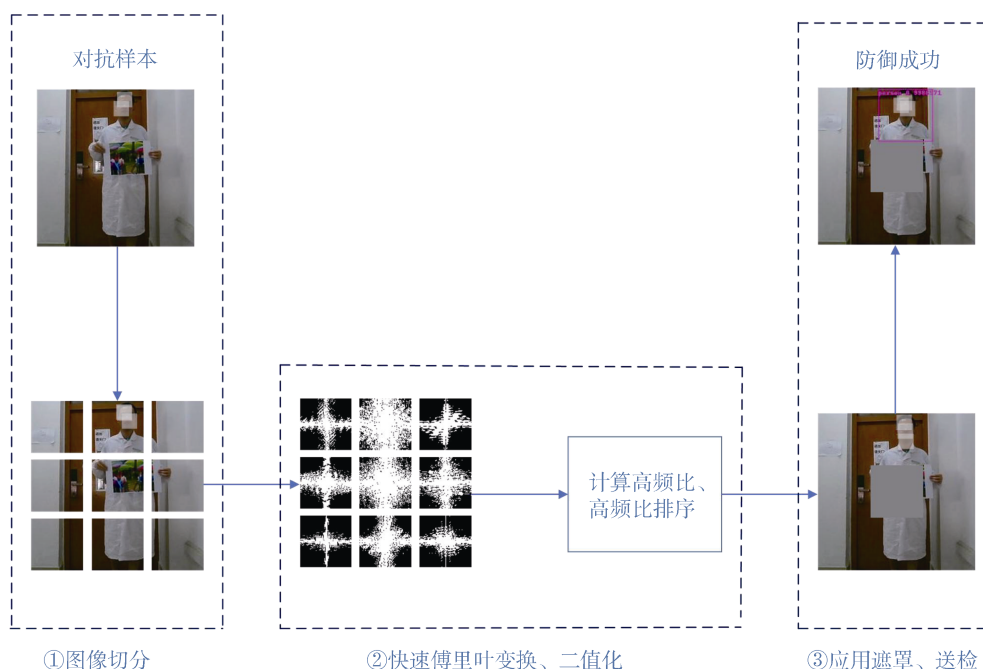 对抗样本
防御成功
计算高频比、
高频比排序
①图像切分
②快速傅里叶变换、二值化
③应用遮罩、送检